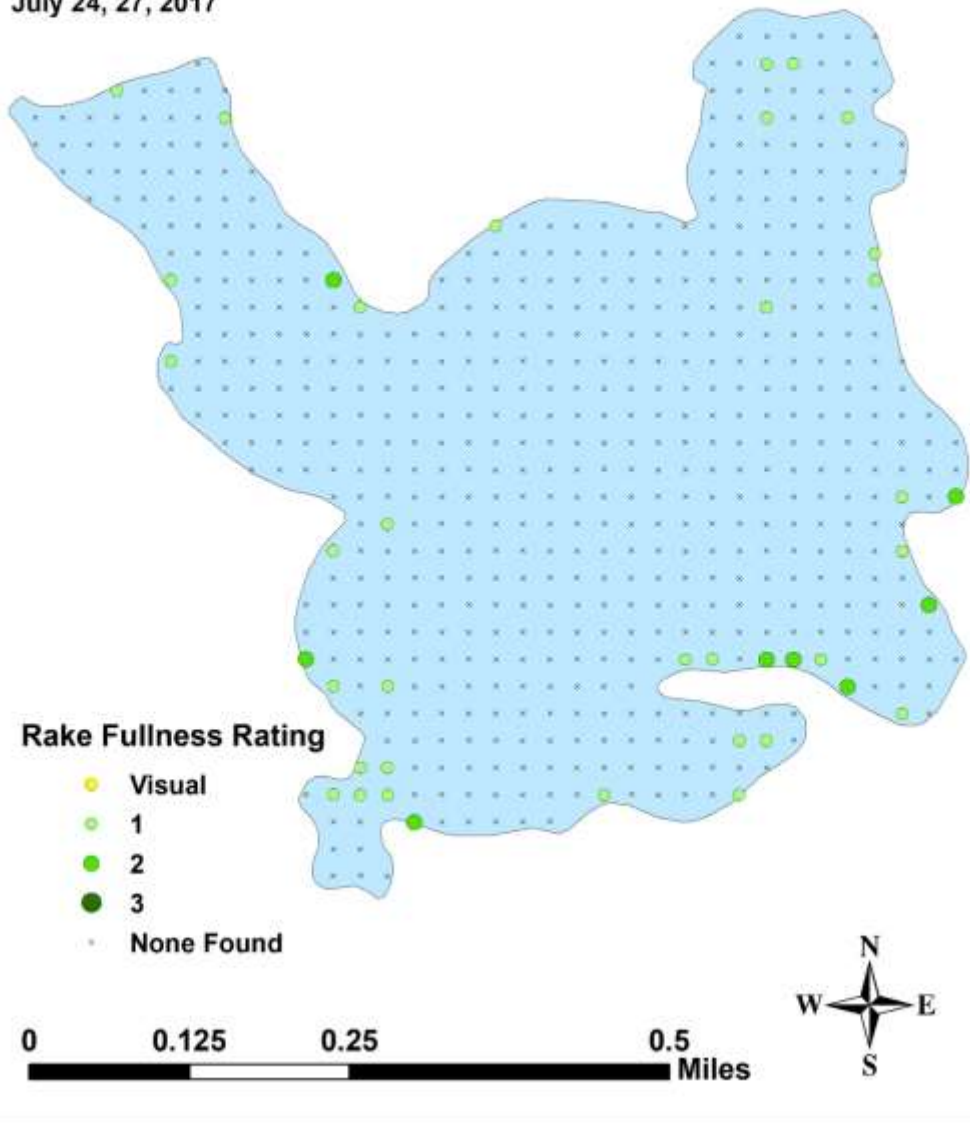 July 24, 27, 2017
Rake Fullness Rating
Visual
1
2
3
None Found
N
W E
S
0 0.125 0.25 0.5
Miles